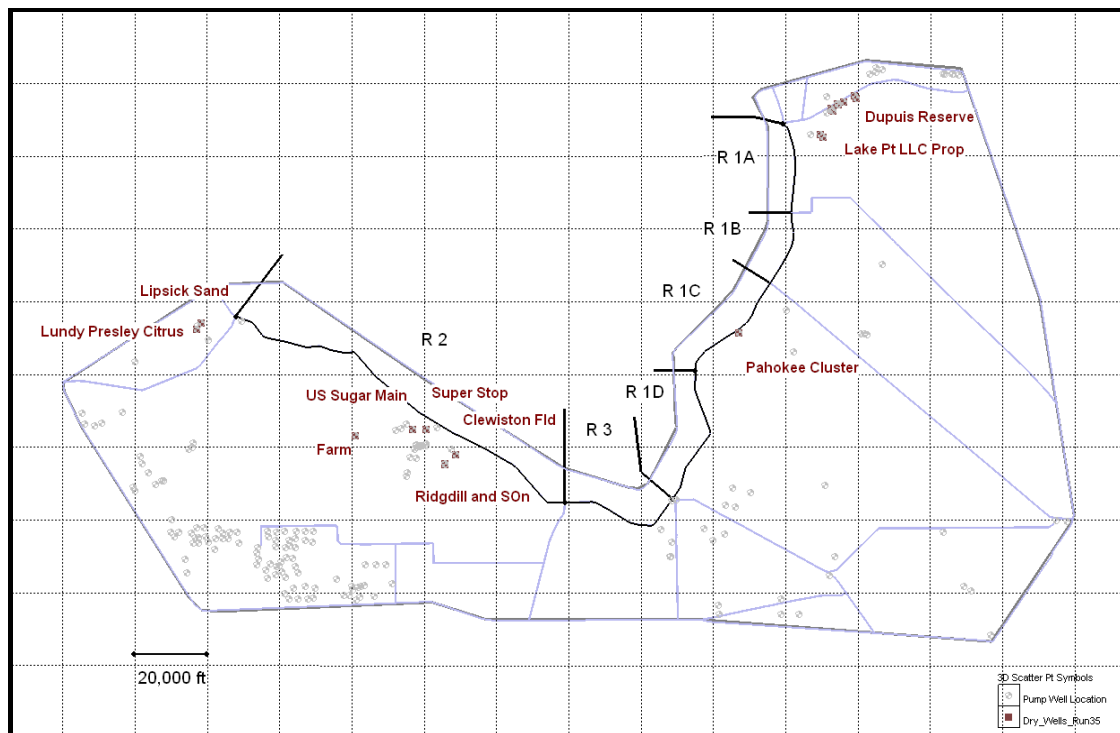 Dupuis Reserve
Lake Pt LLC Prop
R 1A
R 1B
R 1C
Lipsick Sand
Lundy Presley Citrus
R 2
Pahokee Cluster
US Sugar Main
Super Stop
R 1D
Clewiston Fld
R 3
Farm
Ridgdill and SOn
20,000 ft
3D Scatter Pt Symbols
Pump Well Location
Dry_Wells_Run35